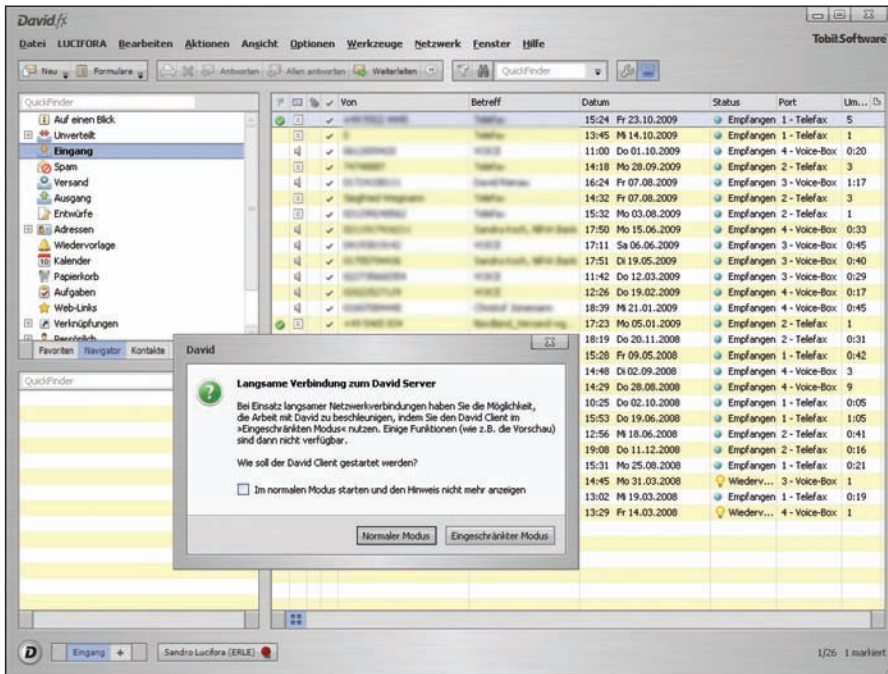 David.fx
Datei LUCIFORA Bearbeiten Aktionen Ansicht Optionen Werkzeuge Netzwerk Fenster Hilfe
Tobit.Software
Neu Formulare Antworten Allen antworten Weiterleiten QuickFinder
QuickFinder
Auf einen Blick
Unverteilt
Eingang
Spam
Versand
Ausgang
Entwürfe
Adressen
Wiedervorlage
Kalender
Papierkorb
Aufgaben
Web-Links
Verknüpfungen
Persönlich
Favoriten Navigator Kontakte
QuickFinder
Von Betreff Datum Status Port Um...
15:24 Fr 23.10.2009 Empfangen 1 - Telefax 5
13:45 Mi 14.10.2009 Empfangen 1 - Telefax 1
11:00 Do 01.10.2009 Empfangen 4 - Voice-Box 0:20
14:18 Mo 28.09.2009 Empfangen 2 - Telefax 3
16:24 Fr 07.08.2009 Empfangen 3 - Voice-Box 1:17
14:32 Fr 07.08.2009 Empfangen 2 - Telefax 3
15:32 Mo 03.08.2009 Empfangen 2 - Telefax 1
17:50 Mo 15.06.2009 Empfangen 4 - Voice-Box 0:33
17:11 Sa 06.06.2009 Empfangen 3 - Voice-Box 0:45
17:51 Di 19.05.2009 Empfangen 3 - Voice-Box 0:40
11:42 Do 12.03.2009 Empfangen 3 - Voice-Box 0:29
12:26 Do 19.02.2009 Empfangen 4 - Voice-Box 0:17
18:39 Mi 21.01.2009 Empfangen 4 - Voice-Box 0:45
17:23 Mo 05.01.2009 Empfangen 2 - Telefax 1
18:19 Do 20.11.2008 Empfangen 2 - Telefax 0:31
15:28 Fr 09.05.2008 Empfangen 1 - Telefax 0:42
14:48 Di 02.09.2008 Empfangen 4 - Voice-Box 3
14:29 Do 28.08.2008 Empfangen 4 - Voice-Box 9
10:25 Do 02.10.2008 Empfangen 1 - Telefax 0:05
15:53 Do 19.06.2008 Empfangen 1 - Telefax 1:05
12:56 Mi 18.06.2008 Empfangen 2 - Telefax 0:41
19:08 Do 11.12.2008 Empfangen 2 - Telefax 0:16
15:31 Mo 25.08.2008 Empfangen 1 - Telefax 0:21
14:45 Mo 31.03.2008 Wiederv... 3 - Voice-Box 1
13:02 Mi 19.03.2008 Empfangen 1 - Telefax 0:19
13:29 Fr 14.03.2008 Wiederv... 4 - Voice-Box 1
David
Langsame Verbindung zum David Server
Bei Einsatz langsamer Netzwerkverbindungen haben Sie die Möglichkeit,
die Arbeit mit David zu beschleunigen, indem Sie den David Client im
»Eingeschränkten Modus« nutzen. Einige Funktionen (wie z.B. die Vorschau)
sind dann nicht verfügbar.
Wie soll der David Client gestartet werden?
Im normalen Modus starten und den Hinweis nicht mehr anzeigen
Normaler Modus Eingeschränkter Modus
D Eingang + Sandro Lucifora (ERLE) 1/26 1 markiert